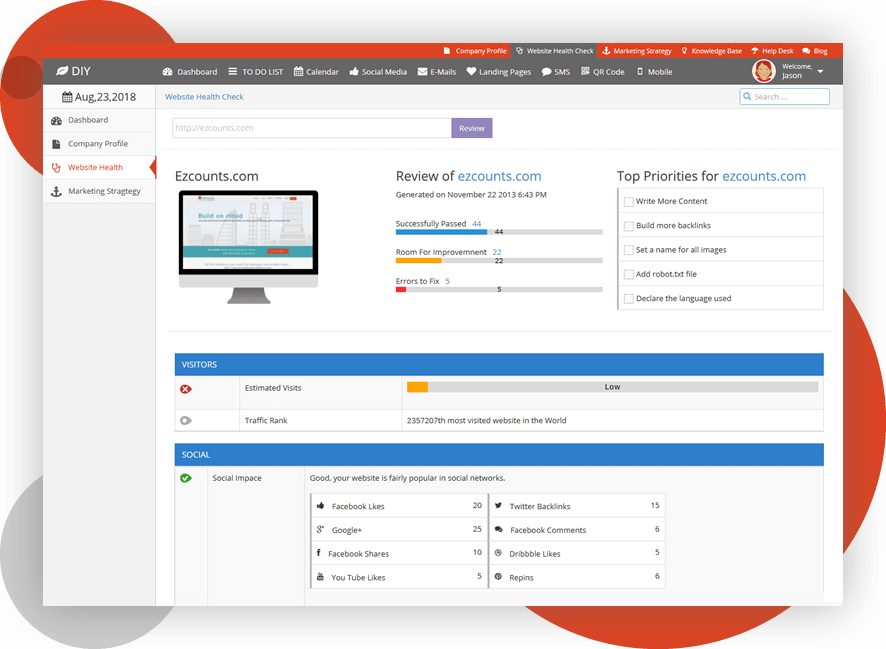 Company Profile Website Health Check Marketing Strategy Knowledge Base Help Desk Blog
DIY Dashboard TO DO LIST Calendar Social Media E-Mails Landing Pages SMS QR Code Mobile Welcome, Jason
Aug,23,2018
Dashboard
Company Profile
Website Health
Marketing Stragtegy
Website Health Check
Search ...
http://ezcounts.com
Review
Ezcounts.com
Build on cloud
Review of ezcounts.com
Generated on November 22 2013 6:43 PM
Successfully Passed 44
44
Room For Improvemnent 22
22
Errors to Fix 5
5
Top Priorities for ezcounts.com
Write More Content
Build more backlinks
Set a name for all images
Add robot.txt file
Declare the language used
VISITORS
Estimated Visits Low
Traffic Rank 2357207th most visited website in the World
SOCIAL
Social Impace Good, your website is fairly popular in social networks.
Facebook Lkes 20 Twitter Backlinks 15
Google+ 25 Facebook Comments 6
Facebook Shares 10 Dribbble Likes 5
You Tube Likes 5 Repins 6